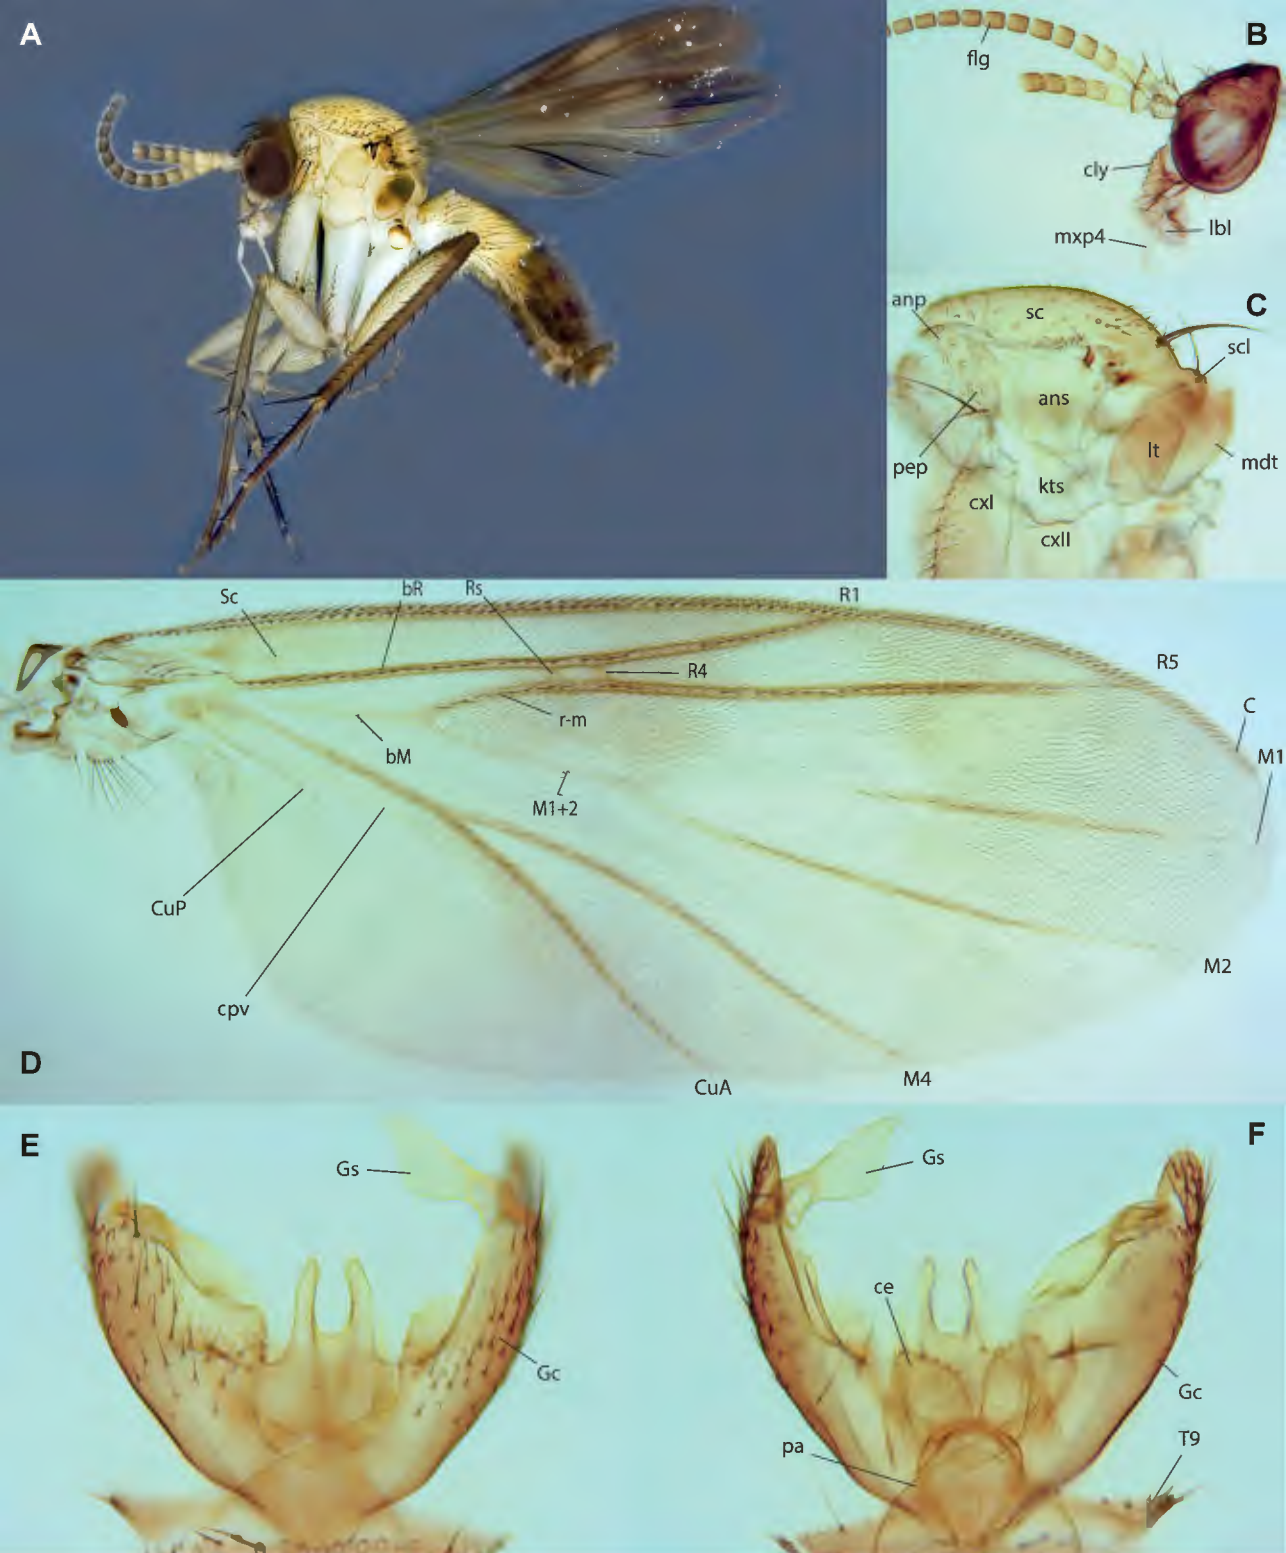 A
B
flg
cly
mxp4
lbl
C
anp
sc
scl
ans
lt
mdt
pep
kts
cxI
cxII
Sc
bR
Rs
R1
R4
R5
C
r-m
M1
bM
M1+2
CuP
cpv
M2
D
CuA
M4
E
Gs
Gc
F
Gs
ce
Gc
pa
T9